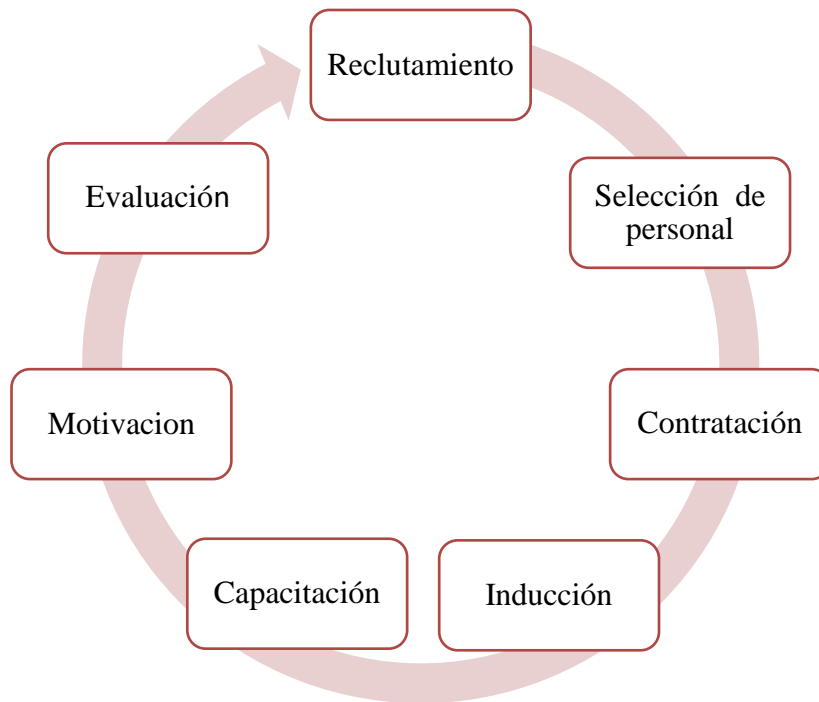 Reclutamiento
Selección de
personal
Contratación
Inducción
Capacitación
Motivacion
Evaluación